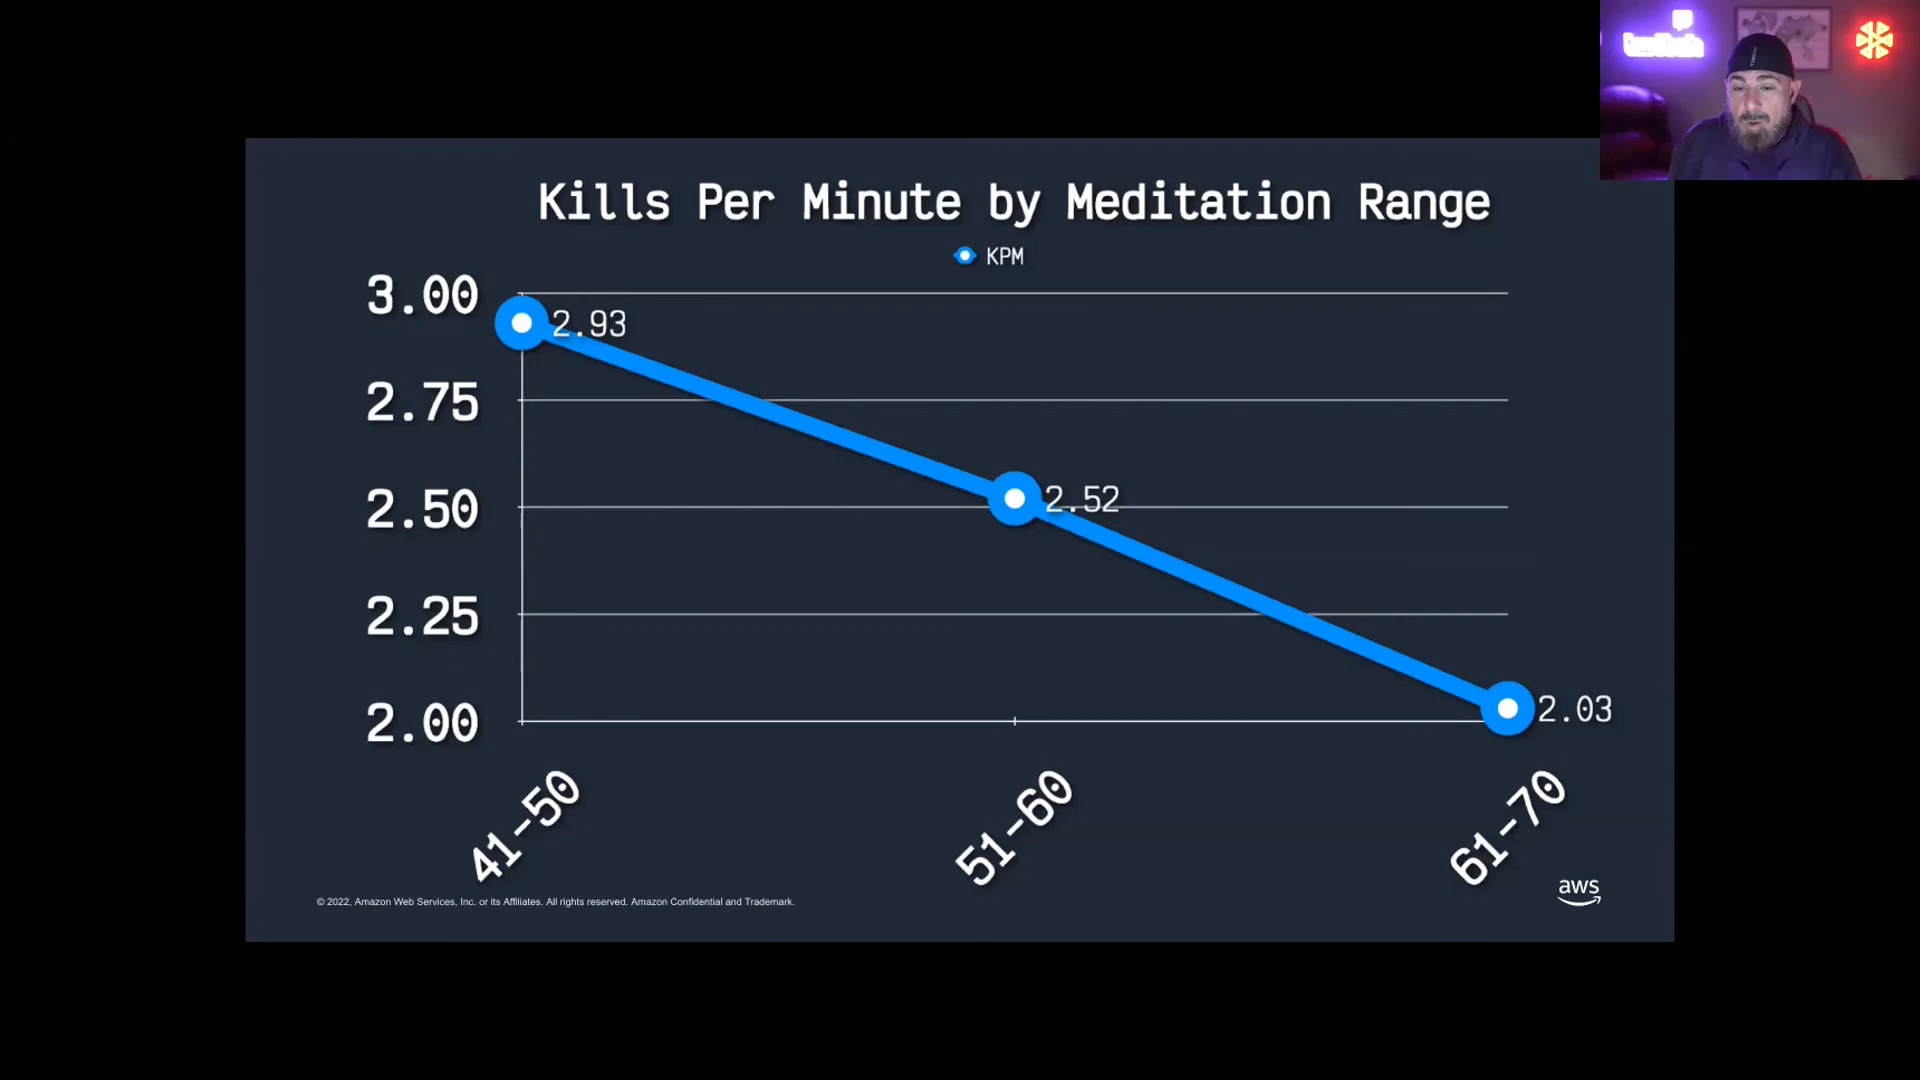 Kills Per Minute by Meditation Range
KPM
3.00
2.75
2.50
2.25
2.00
2.93
2.52
2.03
41-50
51-60
61-70
© 2022, Amazon Web Services, Inc. or its Affiliates. All rights reserved. Amazon Confidential and Trademark.
aws